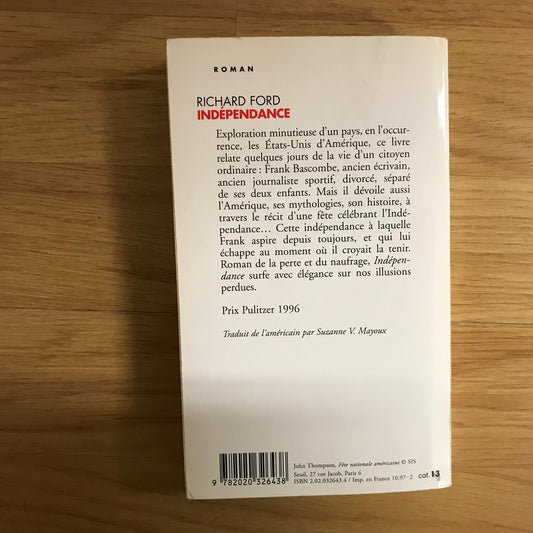 ROMAN
RICHARD FORD
INDÉPENDANCE
Exploration minutieuse d'un pays, en l'occur-
rence, les États-Unis d'Amérique, ce livre
relate quelques jours de la vie d'un citoyen
ordinaire : Frank Bascombe, ancien écrivain,
ancien journaliste sportif, divorcé, séparé
de ses deux enfants. Mais il dévoile aussi
l'Amérique, ses mythologies, son histoire, à
travers le récit d'une fête célébrant l'Indé-
pendance... Cette indépendance à laquelle
Frank aspire depuis toujours, et qui lui
échappe au moment où il croyait la tenir.
Roman de la perte et du naufrage, Indépen-
dance surfe avec élégance sur nos illusions
perdues.
Prix Pulitzer 1996
Traduit de l'américain par Suzanne V. Mayoux
John Thompson, Fête nationale américaine © SIS
Seuil, 27 rue Jacob, Paris 6
ISBN 2.02.032643.4 / Imp. en France 10.97-2
cat. 13
9 782020 326438